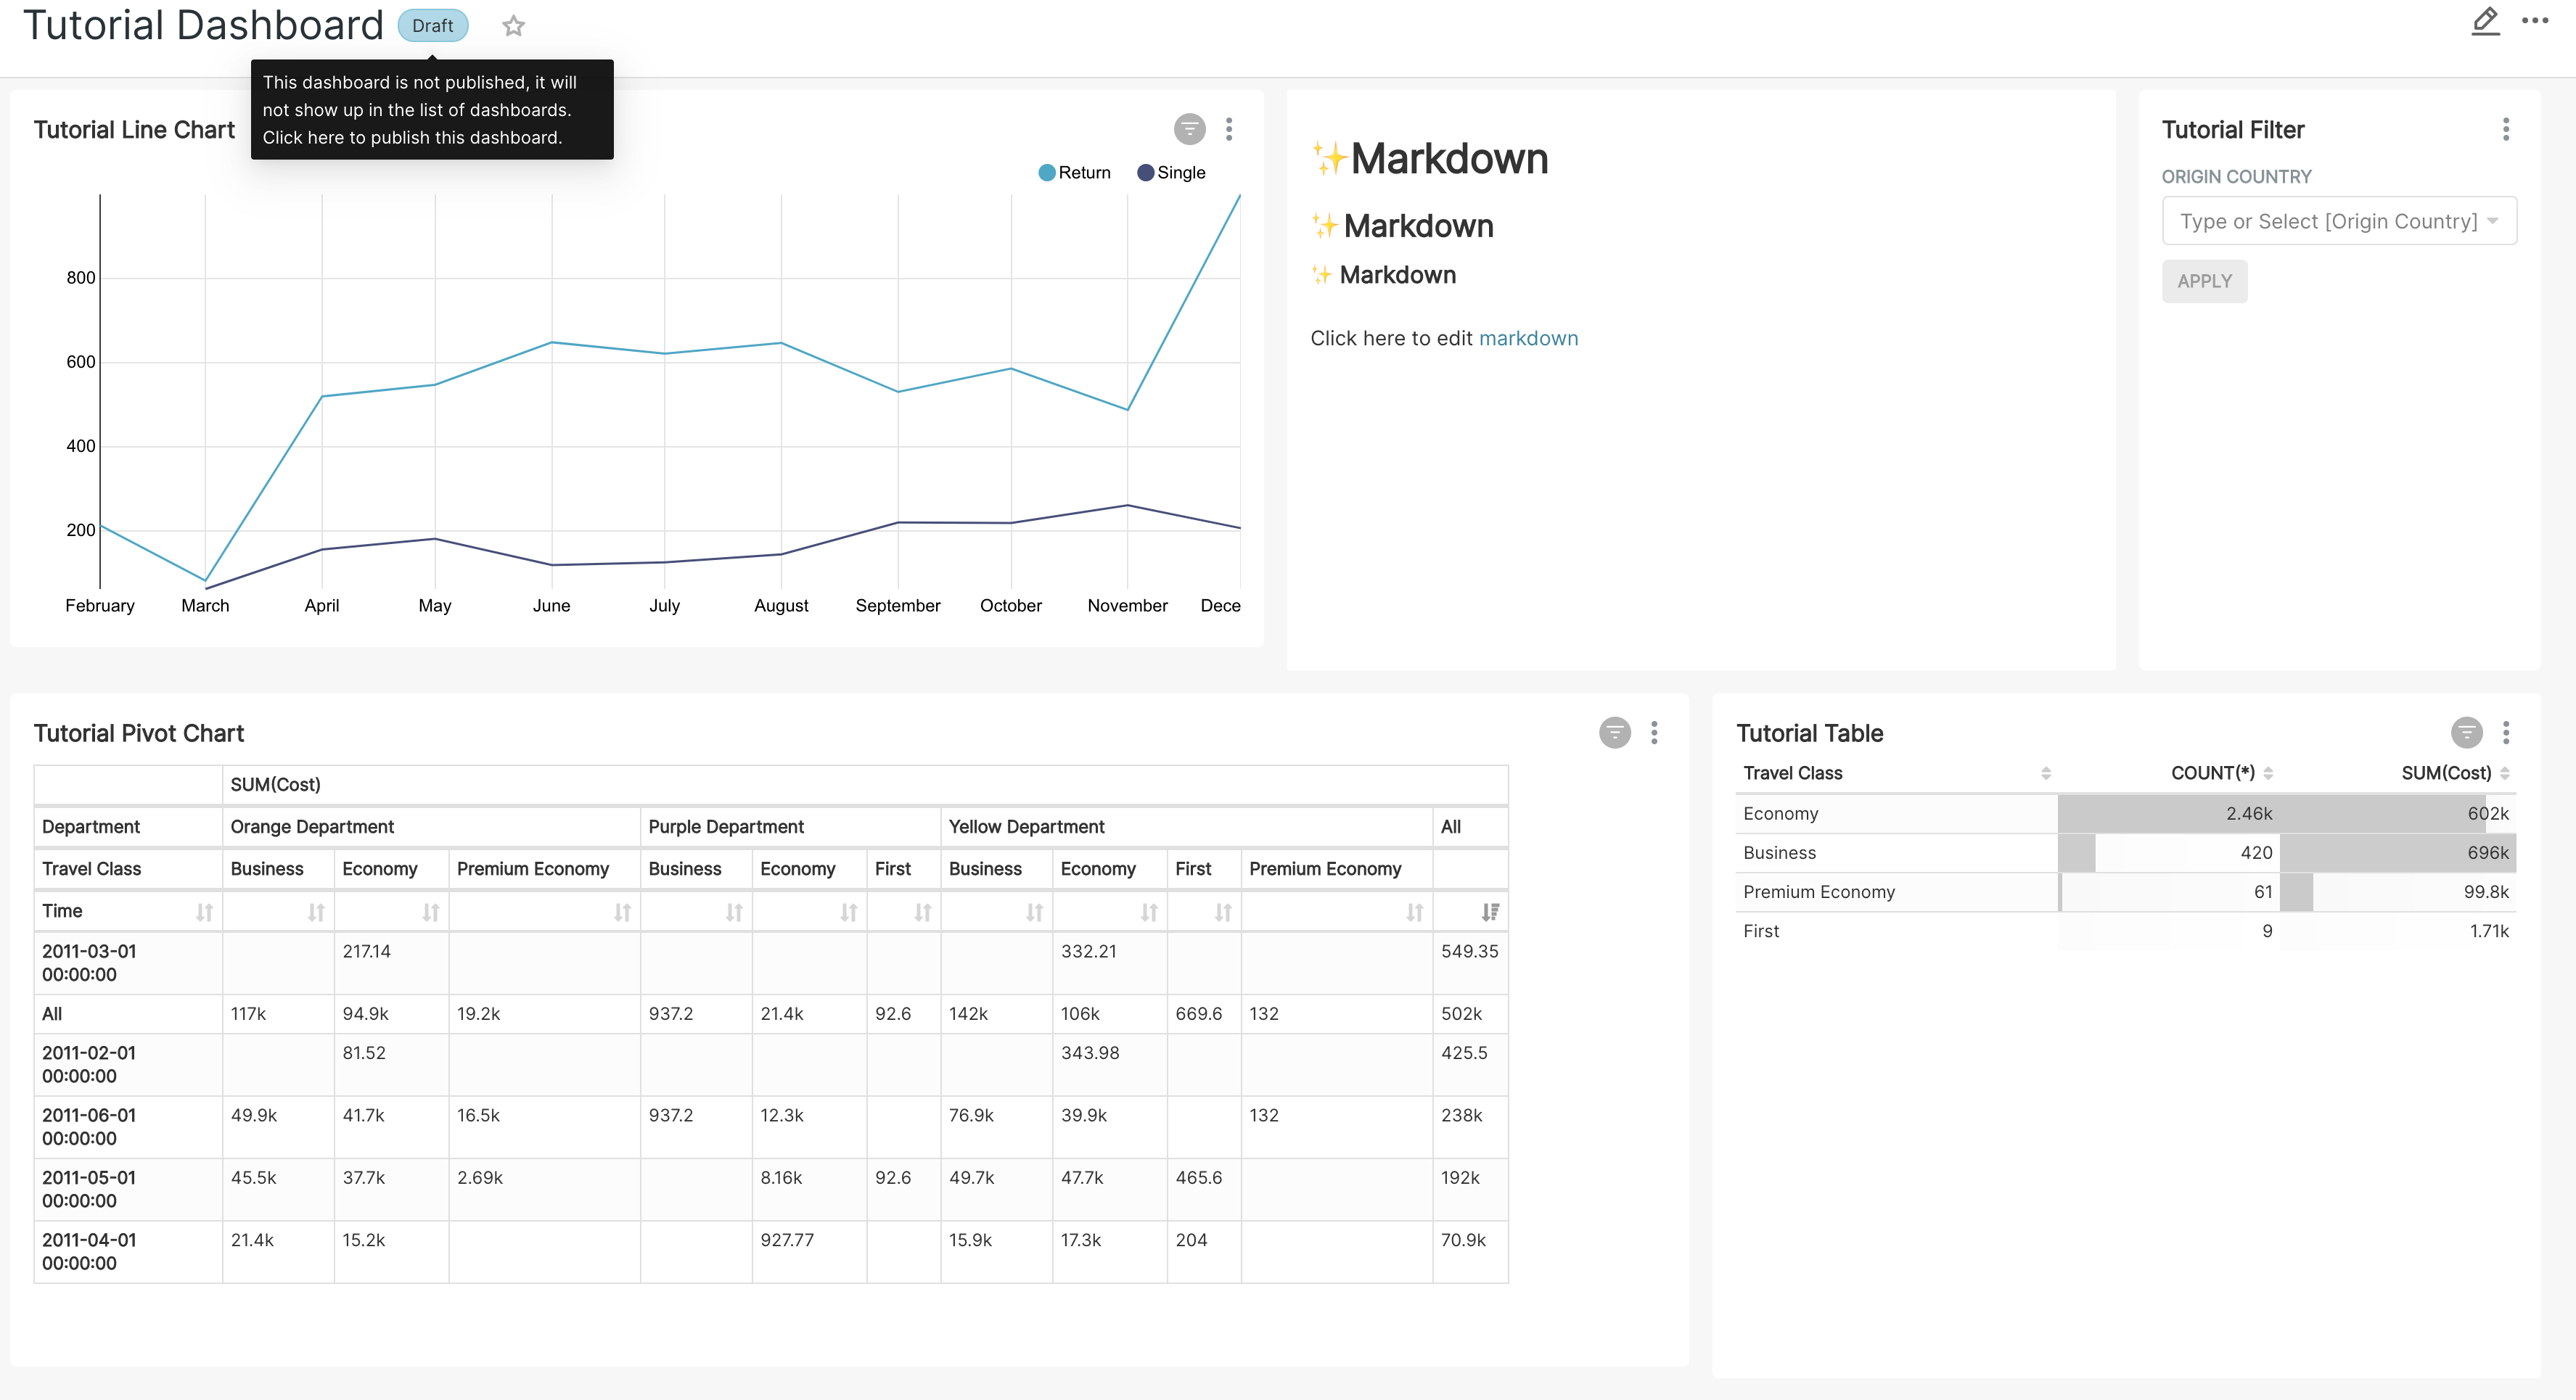 Tutorial Dashboard Draft
This dashboard is not published, it will
not show up in the list of dashboards.
Click here to publish this dashboard.
Tutorial Line Chart
Return Single
800
600
400
200
February March April May June July August September October November Dece
✨Markdown
✨Markdown
✨ Markdown
Click here to edit markdown
Tutorial Filter
ORIGIN COUNTRY
Type or Select [Origin Country]
APPLY
Tutorial Pivot Chart
SUM(Cost)
Department Orange Department Purple Department Yellow Department All
Travel Class Business Economy Premium Economy Business Economy First Business Economy First Premium Economy
Time
2011-03-01 217.14 332.21 549.35
00:00:00
All 117k 94.9k 19.2k 937.2 21.4k 92.6 142k 106k 669.6 132 502k
2011-02-01 81.52 343.98 425.5
00:00:00
2011-06-01 49.9k 41.7k 16.5k 937.2 12.3k 76.9k 39.9k 132 238k
00:00:00
2011-05-01 45.5k 37.7k 2.69k 8.16k 92.6 49.7k 47.7k 465.6 192k
00:00:00
2011-04-01 21.4k 15.2k 927.77 15.9k 17.3k 204 70.9k
00:00:00
Tutorial Table
Travel Class COUNT(*) SUM(Cost)
Economy 2.46k 602k
Business 420 696k
Premium Economy 61 99.8k
First 9 1.71k